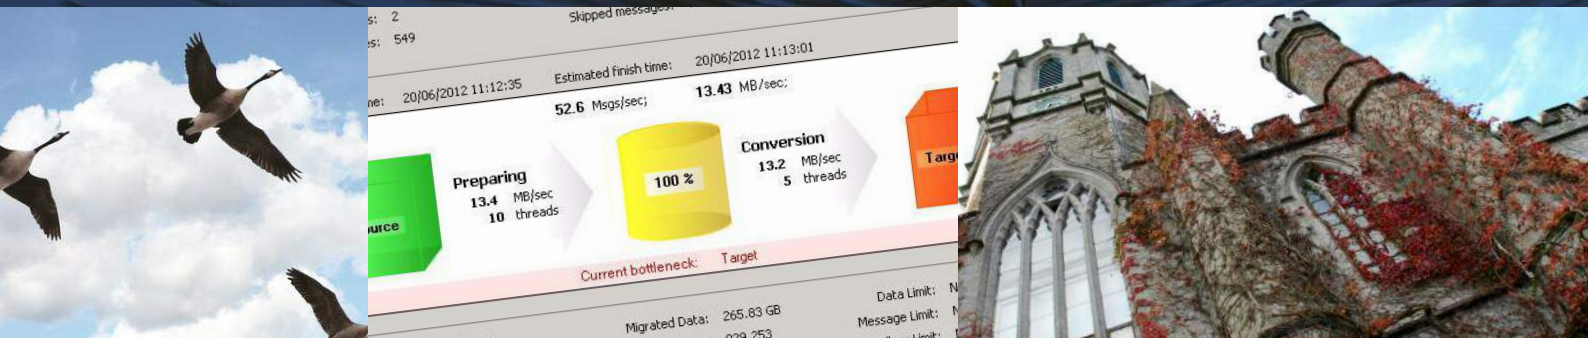 2
Skipped messages:
549
20/06/2012 11:12:35
Estimated finish time:
20/06/2012 11:13:01
52.6 Msgs/sec;
13.43 MB/sec;
Preparing
13.4 MB/sec
10 threads
100 %
Conversion
13.2 MB/sec
5 threads
Current bottleneck: Target
Migrated Data: 265.83 GB
Data Limit:
Message Limit: